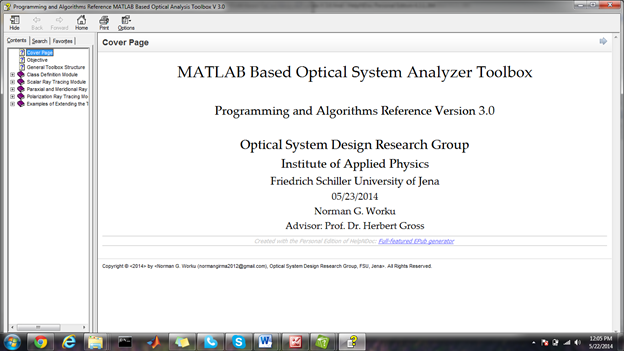 Programming and Algorithms Reference MATLAB Based Optical Analysis Toolbox V 3.0
Hide Back Forward Home Print Options
Contents Search Favorites
Cover Page
Cover Page
Objective
General Toolbox Structure
Class Definition Module
Scalar Ray Tracing Module
Paraxial and Meridional Ray
Polarization Ray Tracing Mo
Examples of Extending the T
MATLAB Based Optical System Analyzer Toolbox
Programming and Algorithms Reference Version 3.0
Optical System Design Research Group
Institute of Applied Physics
Friedrich Schiller University of Jena
05/23/2014
Norman G. Worku
Advisor: Prof. Dr. Herbert Gross
Created with the Personal Edition of HelpNDoc: Full-featured EPub generator
Copyright © <2014> by <Norman G. Worku (normangirma2012@gmail.com), Optical System Design Research Group, FSU, Jena>. All Rights Reserved.
12:05 PM
5/22/2014